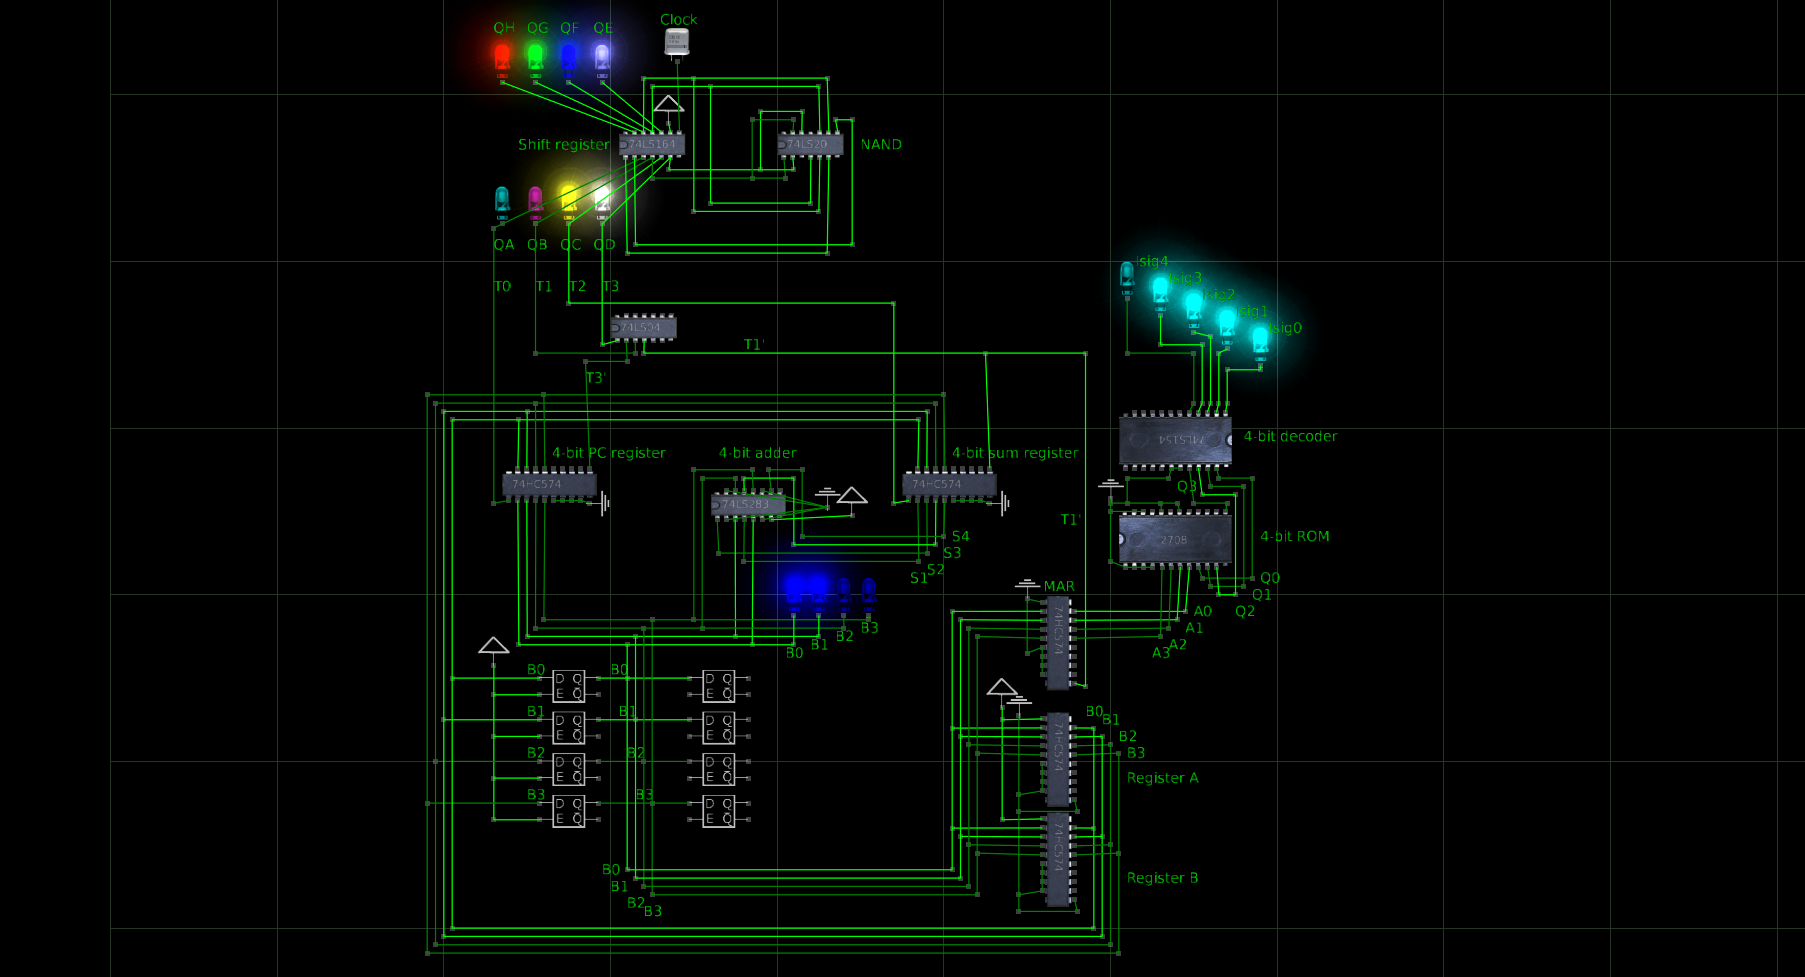 Clock
QH QG QF QE
Shift register
74LS164
74LS20
NAND
QA QB QC QD
T0 T1 T2 T3
Isig4
Isig3
Isig2
Isig1
Isig0
74LS04
T1'
T3'
74LS154
4-bit decoder
4-bit PC register
4-bit adder
4-bit sum register
74HC574
74LS283
74HC574
Q3
T1'
S4
S3
S2
S1
2708
4-bit ROM
Q0
Q1
Q2
MAR
74HC574
A0
A1
A2
A3
B0 B1 B2 B3
B0 D Q B0 D Q
E Q E Q
B1 D Q B1 D Q
E Q E Q
B2 D Q B2 D Q
E Q E Q
B3 D Q B3 D Q
E Q E Q
B0
B1
B2
B3
74HC574
Register A
74HC574
Register B
B0
B1
B2
B3